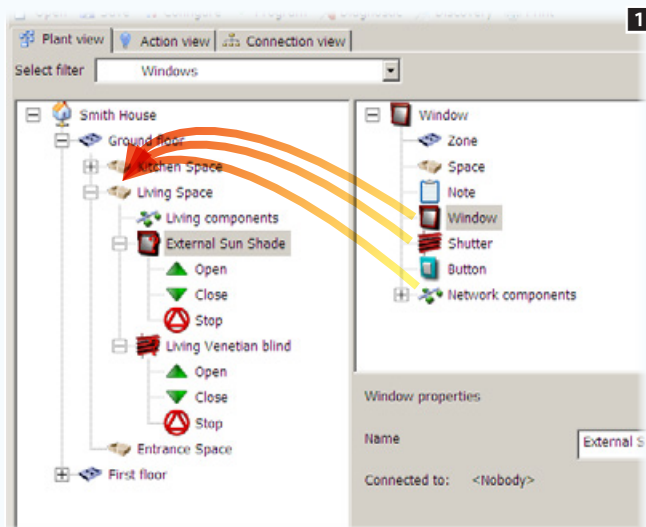 1
Plant view Action view Connection view
Select filter Windows
Smith House
Ground floor
Kitchen Space
Living Space
Living components
External Sun Shade
Open
Close
Stop
Living Venetian blind
Open
Close
Stop
Entrance Space
First floor
Window
Zone
Space
Note
Window
Shutter
Button
Network components
Window properties
Name External S
Connected to: <Nobody>